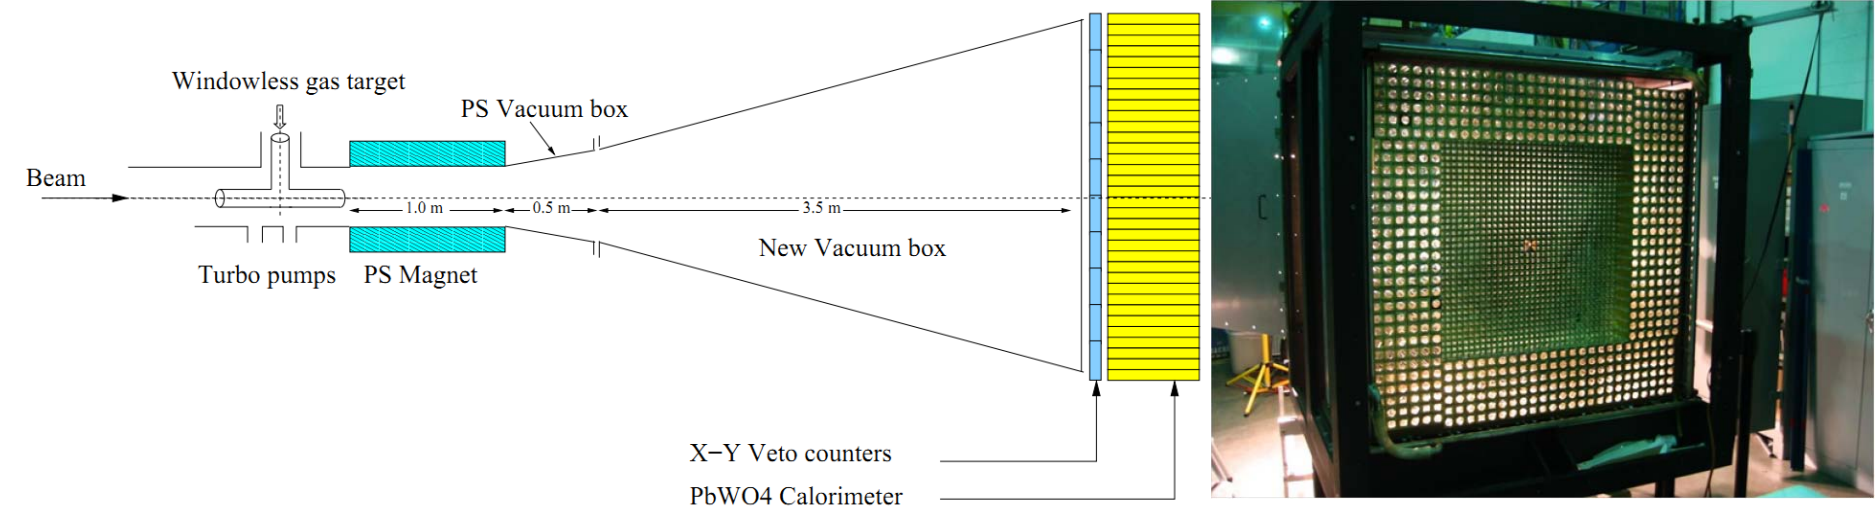 Windowless gas target
PS Vacuum box
Beam
1.0 m
0.5 m
3.5 m
New Vacuum box
Turbo pumps
PS Magnet
X−Y Veto counters
PbWO4 Calorimeter